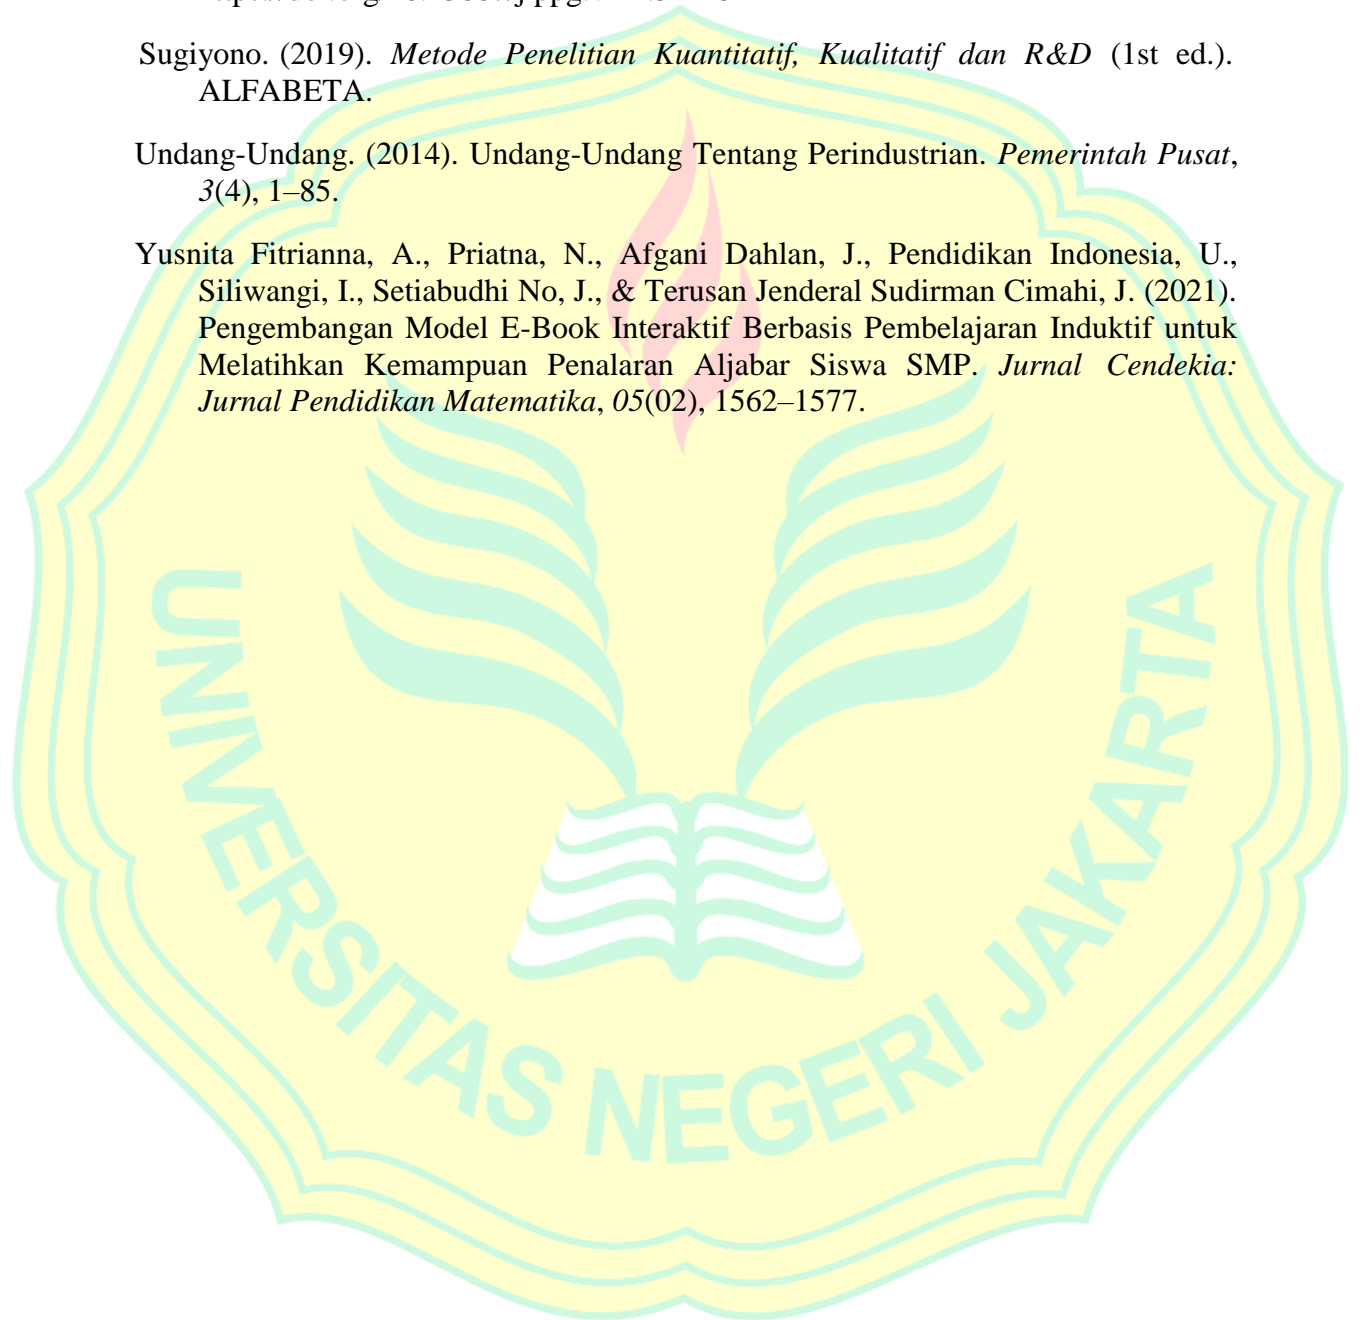 Sugiyono. (2019). Metode Penelitian Kuantitatif, Kualitatif dan R&D (1st ed.).
ALFABETA.
Undang-Undang. (2014). Undang-Undang Tentang Perindustrian. Pemerintah Pusat,
3(4), 1–85.
Yusnita Fitrianna, A., Priatna, N., Afgani Dahlan, J., Pendidikan Indonesia, U.,
Siliwangi, I., Setiabudhi No, J., & Terusan Jenderal Sudirman Cimahi, J. (2021).
Pengembangan Model E-Book Interaktif Berbasis Pembelajaran Induktif untuk
Melatihkan Kemampuan Penalaran Aljabar Siswa SMP. Jurnal Cendekia:
Jurnal Pendidikan Matematika, 05(02), 1562–1577.
UNIVERSITAS NEGERI JAKARTA